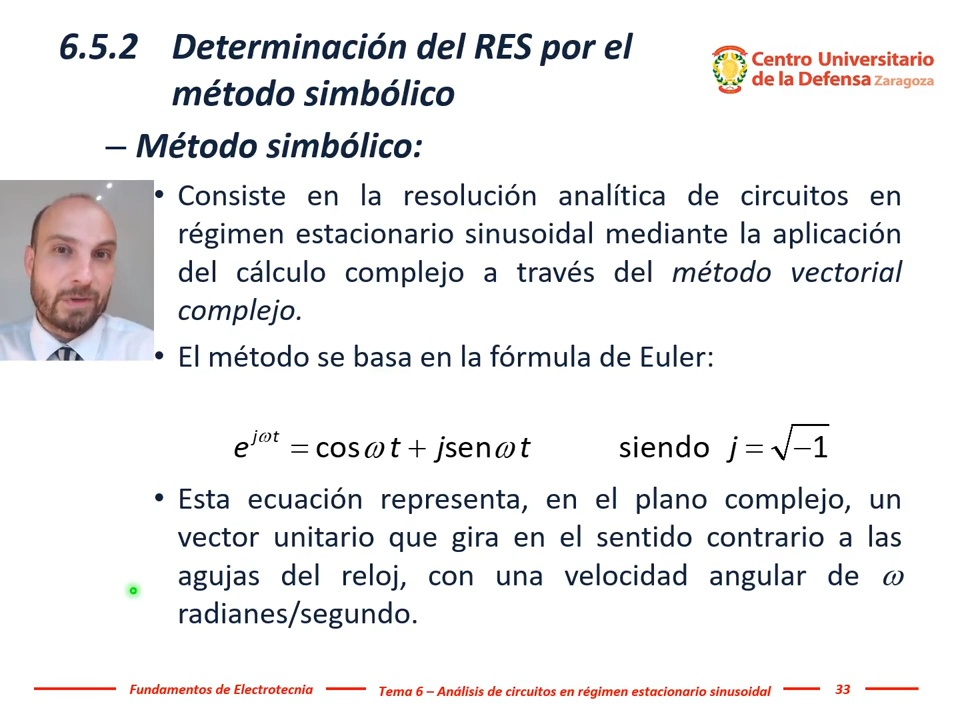 6.5.2 Determinación del RES por el
método simbólico
Centro Universitario
de la Defensa Zaragoza
– Método simbólico:
• Consiste en la resolución analítica de circuitos en
régimen estacionario sinusoidal mediante la aplicación
del cálculo complejo a través del método vectorial
complejo.
• El método se basa en la fórmula de Euler:
e^{jωt} = cos ω t + jsen ω t siendo j = √−1
• Esta ecuación representa, en el plano complejo, un
vector unitario que gira en el sentido contrario a las
agujas del reloj, con una velocidad angular de ω
radianes/segundo.
Fundamentos de Electrotecnia Tema 6 – Análisis de circuitos en régimen estacionario sinusoidal 33